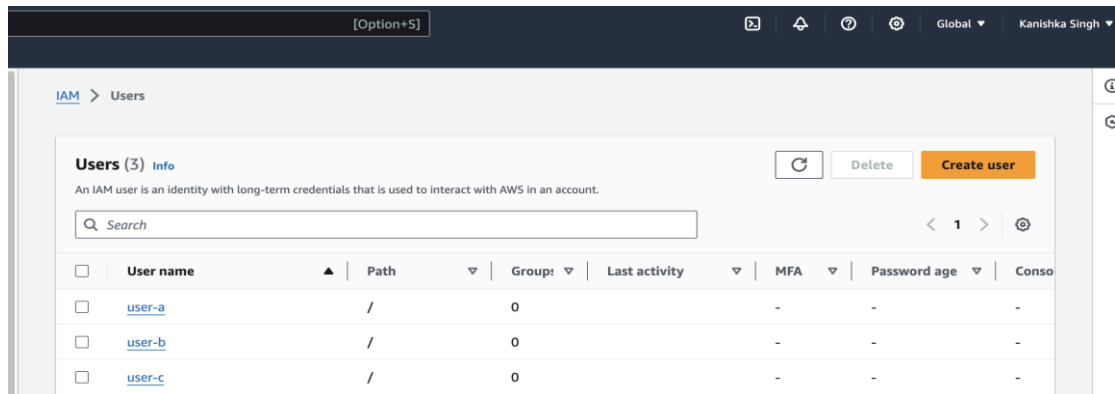 [Option+S] Global Kanishka Singh
IAM > Users
Users (3) Info
Delete Create user
An IAM user is an identity with long-term credentials that is used to interact with AWS in an account.
Search
1
User name Path Groups Last activity MFA Password age Conso
user-a / 0 - - -
user-b / 0 - - -
user-c / 0 - - -